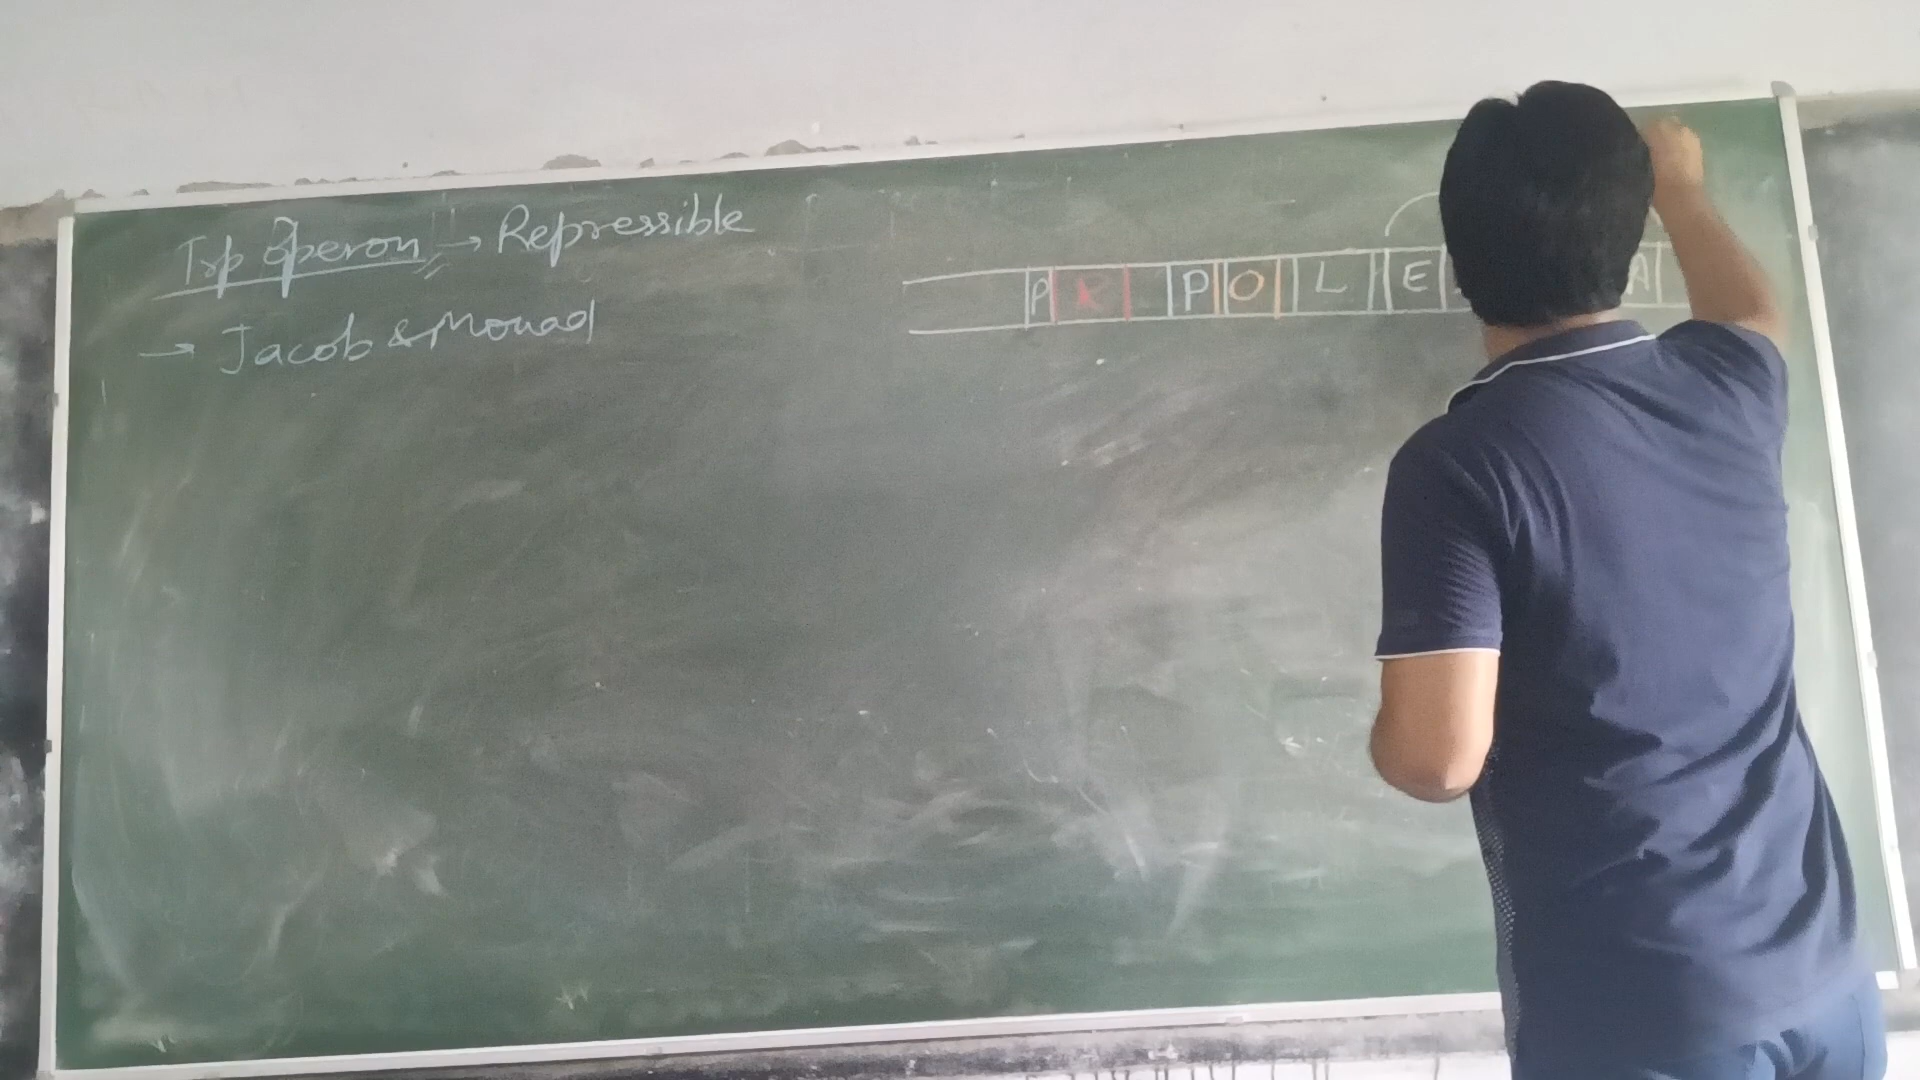 Trp operon → Repressible
→ Jacob & Monad
P R P O L E A